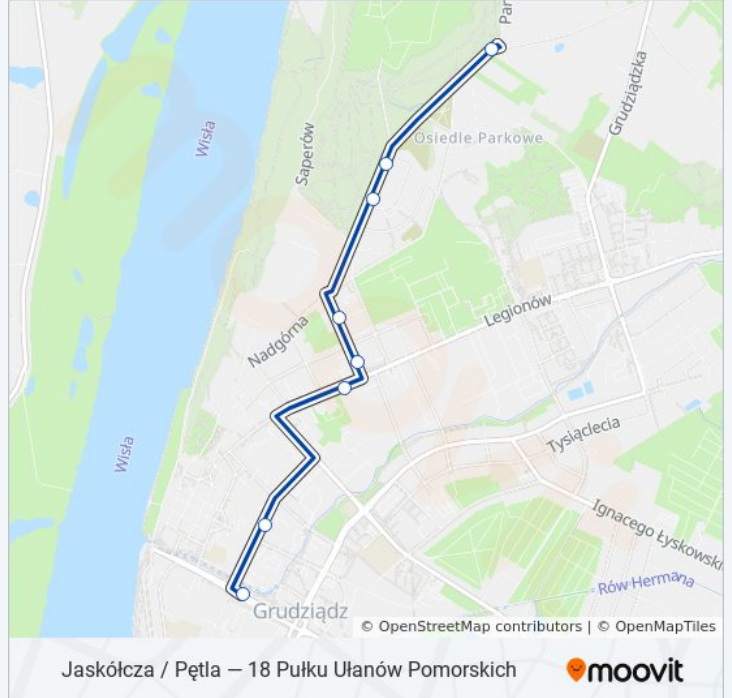 Par
Grudziądzka
Wisła
Saperów
Osiedle Parkowe
Legionów
Nadgórna
Tysiąclecia
Wisła
Ignacego Łyskowsk
Rów Hermana
Grudziądz
© OpenStreetMap contributors | © OpenMapTiles
Jaskółcza / Pętla — 18 Pułku Ułanów Pomorskich
moovit